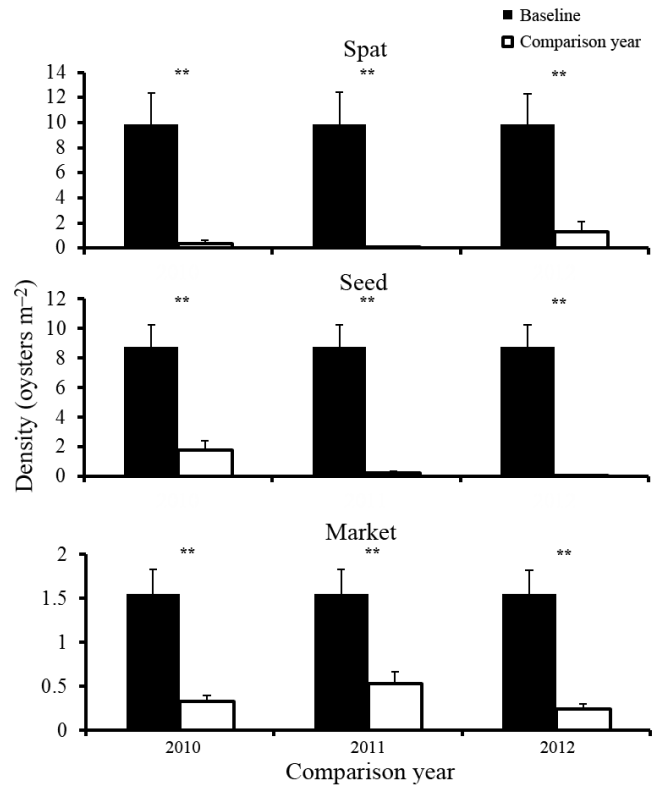 Baseline
Comparison year
Spat
** ** **
14
12
10
8
6
4
2
0
Seed
** ** **
12
10
8
6
4
2
0
Density (oysters m⁻²)
Market
** ** **
2
1.5
1
0.5
0
2010 2011 2012
Comparison year